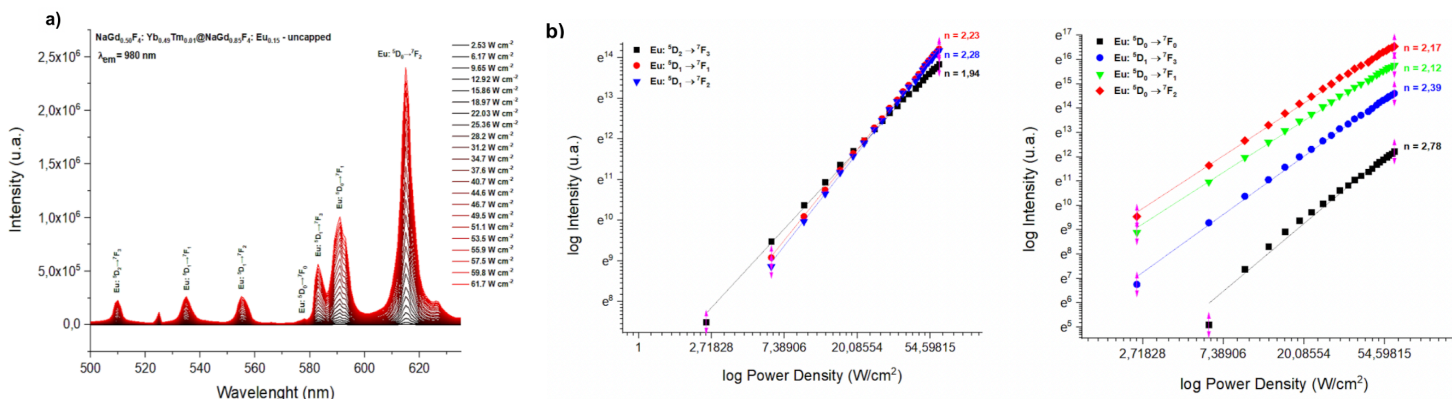 a)
NaGd0.50F4: Yb0.49Tm0.01@NaGd0.85F4: Eu0.15 - uncapped
λem = 980 nm
Eu: ⁵D0→⁷F2
2.53 W cm⁻²
6.17 W cm⁻²
9.65 W cm⁻²
12.92 W cm⁻²
15.86 W cm⁻²
18.97 W cm⁻²
22.03 W cm⁻²
25.36 W cm⁻²
28.2 W cm⁻²
31.2 W cm⁻²
34.7 W cm⁻²
37.6 W cm⁻²
40.7 W cm⁻²
44.6 W cm⁻²
46.7 W cm⁻²
49.5 W cm⁻²
51.1 W cm⁻²
53.5 W cm⁻²
55.9 W cm⁻²
57.5 W cm⁻²
59.8 W cm⁻²
61.7 W cm⁻²
Eu: ⁵D2→⁷F3
Eu: ⁵D1→⁷F1
Eu: ⁵D1→⁷F2
Eu: ⁵D0→⁷F0
Eu: ⁵D1→⁷F3
Eu: ⁵D0→⁷F1
2,5x10⁶
2,0x10⁶
1,5x10⁶
1,0x10⁶
5,0x10⁵
0,0
Intensity (u.a.)
500 520 540 560 580 600 620
Wavelenght (nm)
b)
Eu: ⁵D2→⁷F3
Eu: ⁵D1→⁷F1
Eu: ⁵D1→⁷F2
n = 2,23
n = 2,28
n = 1,94
e¹⁴
e¹³
e¹²
e¹¹
e¹⁰
e⁹
e⁸
log Intensity (u.a.)
1 2,71828 7,38906 20,08554 54,59815
log Power Density (W/cm²)
Eu: ⁵D0→⁷F0
Eu: ⁵D1→⁷F3
Eu: ⁵D0→⁷F1
Eu: ⁵D0→⁷F2
n = 2,17
n = 2,12
n = 2,39
n = 2,78
e¹⁷
e¹⁶
e¹⁵
e¹⁴
e¹³
e¹²
e¹¹
e¹⁰
e⁹
e⁸
e⁷
e⁶
e⁵
log Intensity (u.a.)
2,71828 7,38906 20,08554 54,59815
log Power Density (W/cm²)